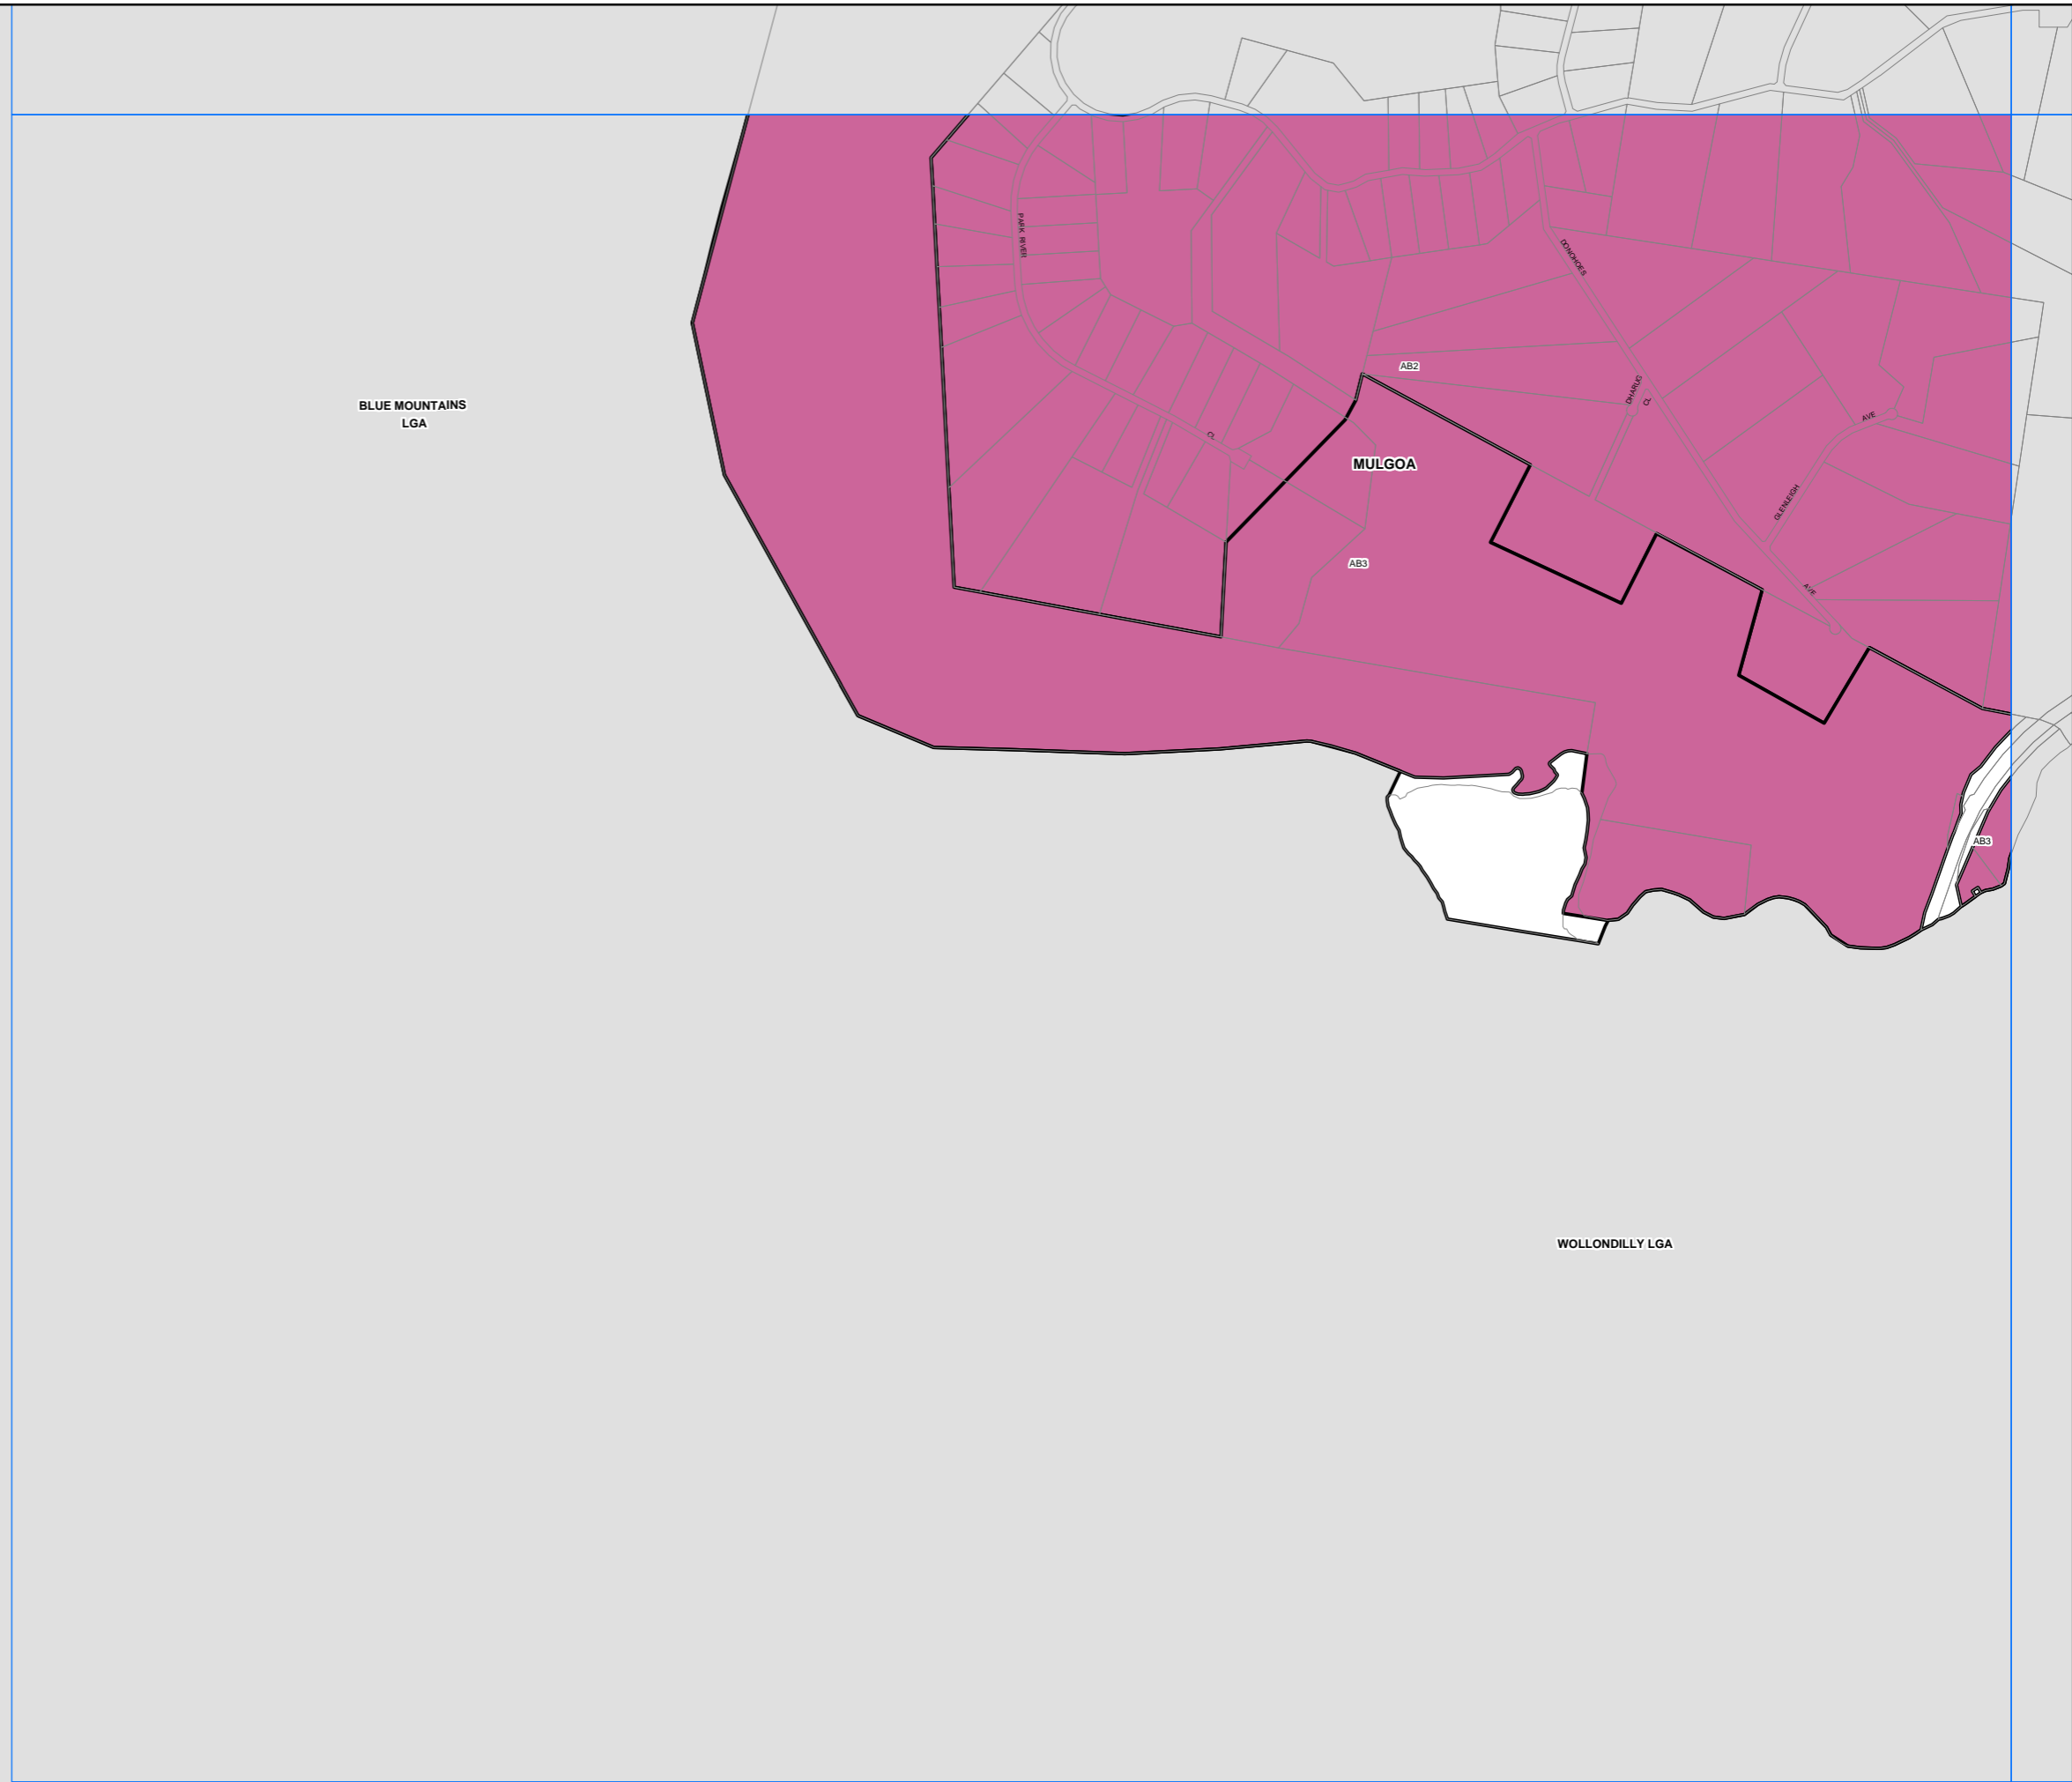 PARK RIVER
DONOHOES
AB2
DHARUG
CL
BLUE MOUNTAINS
LGA
AVE
CL
MULGOA
GLENLEIGH
AB3
AVE
AB3
WOLLONDILLY LGA